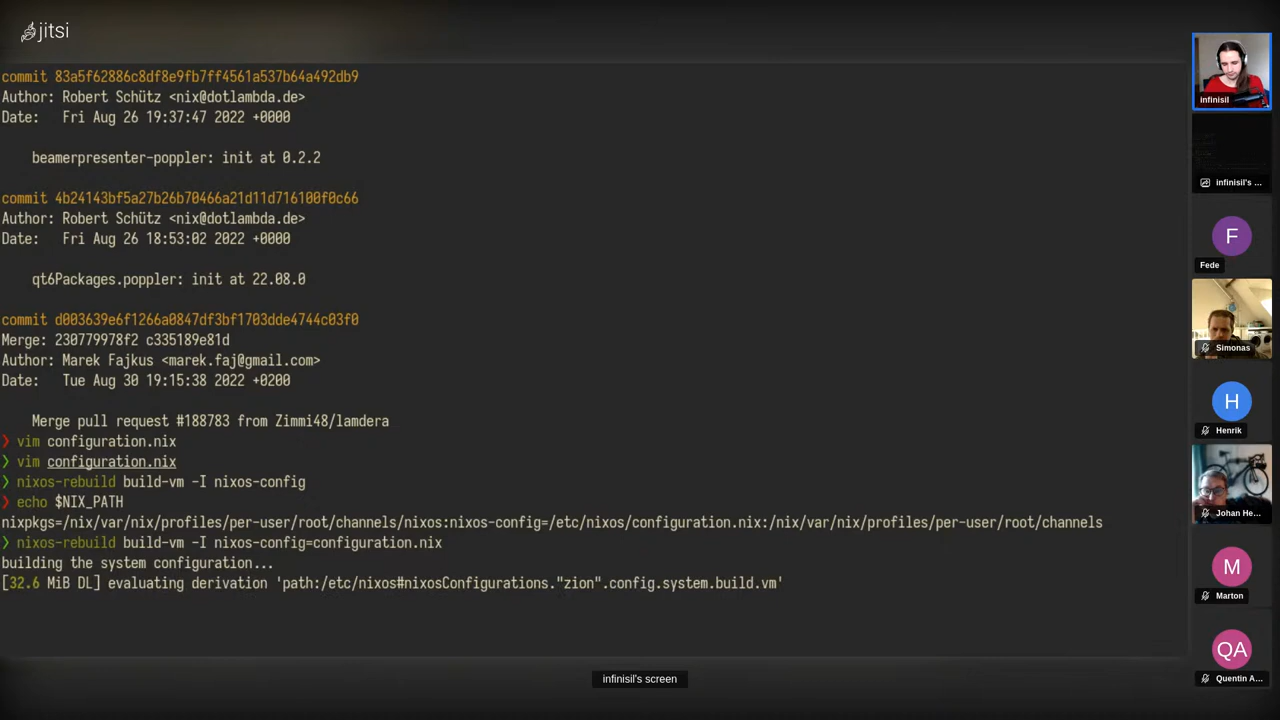 jitsi
commit 83a5f62886c8df8e9fb7ff4561a537b64a492db9
Author: Robert Schütz <nix@dotlambda.de>
Date:   Fri Aug 26 19:37:47 2022 +0000
beamerpresenter-poppler: init at 0.2.2
commit 4b24143bf5a27b26b70466a21d11d716100f0c66
Author: Robert Schütz <nix@dotlambda.de>
Date:   Fri Aug 26 18:53:02 2022 +0000
qt6Packages.poppler: init at 22.08.0
commit d003639e6f1266a0847df3bf1703dde4744c03f0
Merge: 230779978f2 c335189e81d
Author: Marek Fajkus <marek.faj@gmail.com>
Date:   Tue Aug 30 19:15:38 2022 +0200
Merge pull request #188783 from Zimmi48/lamdera
❯ vim configuration.nix
❯ vim configuration.nix
❯ nixos-rebuild build-vm -I nixos-config
❯ echo $NIX_PATH
nixpkgs=/nix/var/nix/profiles/per-user/root/channels/nixos:nixos-config=/etc/nixos/configuration.nix:/nix/var/nix/profiles/per-user/root/channels
❯ nixos-rebuild build-vm -I nixos-config=configuration.nix
building the system configuration...
[32.6 MiB DL] evaluating derivation 'path:/etc/nixos#nixosConfigurations."zion".config.system.build.vm'
infinisil's screen
infinisil
infinisil's ...
F
Fede
Simonas
H
Henrik
Johan He...
M
Marton
QA
Quentin A...